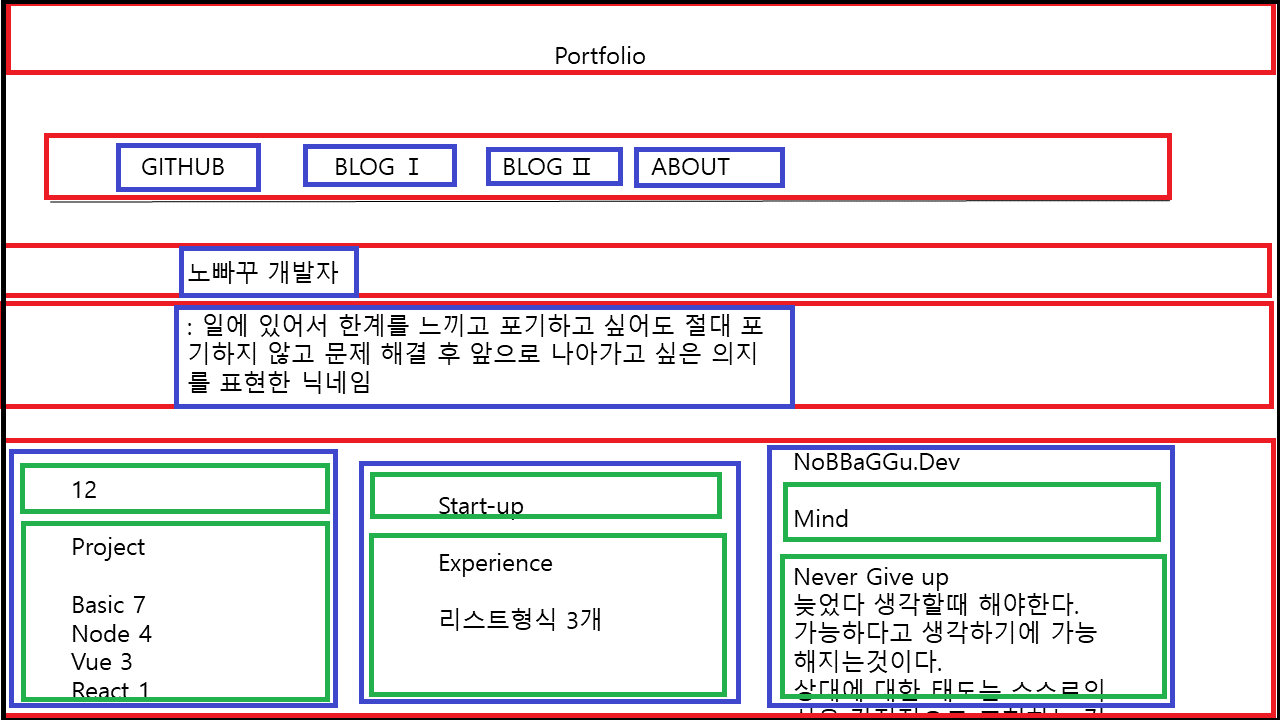 Portfolio
GITHUB BLOG Ⅰ BLOG Ⅱ ABOUT
노빠꾸 개발자
: 일에 있어서 한계를 느끼고 포기하고 싶어도 절대 포
기하지 않고 문제 해결 후 앞으로 나아가고 싶은 의지
를 표현한 닉네임
12
Project
Basic 7
Node 4
Vue 3
React 1
Start-up
Experience
리스트형식 3개
NoBBaGGu.Dev
Mind
Never Give up
늦었다 생각할때 해야한다.
가능하다고 생각하기에 가능
해지는것이다.
상대에 대한 태도는 스스로의